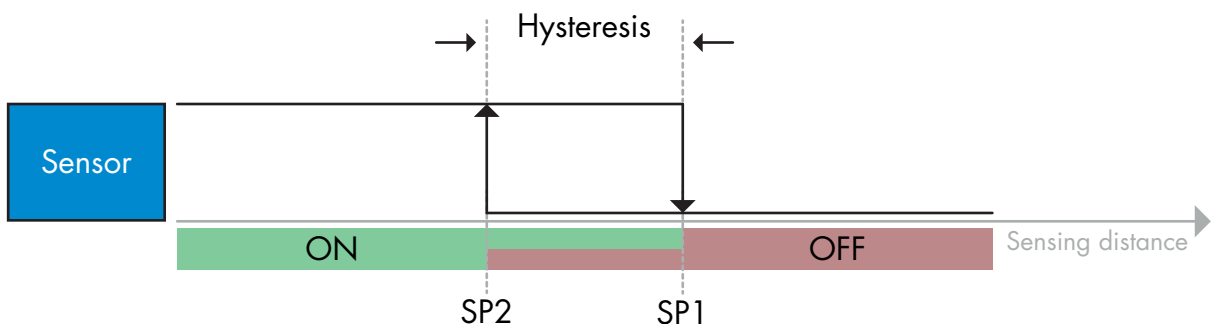 Hysteresis
Sensor
ON
OFF
Sensing distance
SP2
SP1